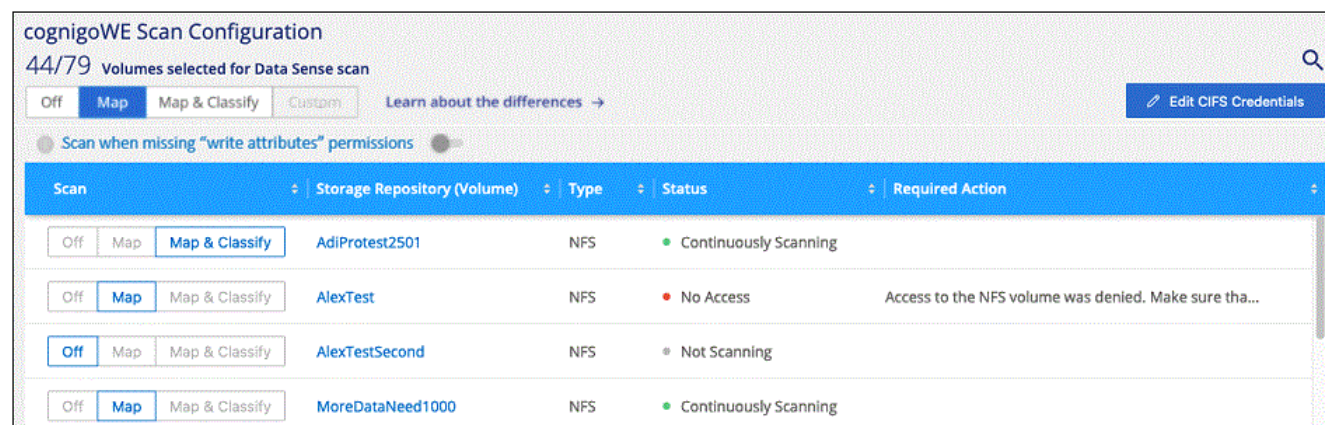 cognigoWE Scan Configuration
44/79 Volumes selected for Data Sense scan
Off Map Map & Classify Custom Learn about the differences → Edit CIFS Credentials
Scan when missing “write attributes” permissions
Scan Storage Repository (Volume) Type Status Required Action
Off Map Map & Classify AdiProtest2501 NFS Continuously Scanning
Off Map Map & Classify AlexTest NFS No Access Access to the NFS volume was denied. Make sure tha...
Off Map Map & Classify AlexTestSecond NFS Not Scanning
Off Map Map & Classify MoreDataNeed1000 NFS Continuously Scanning